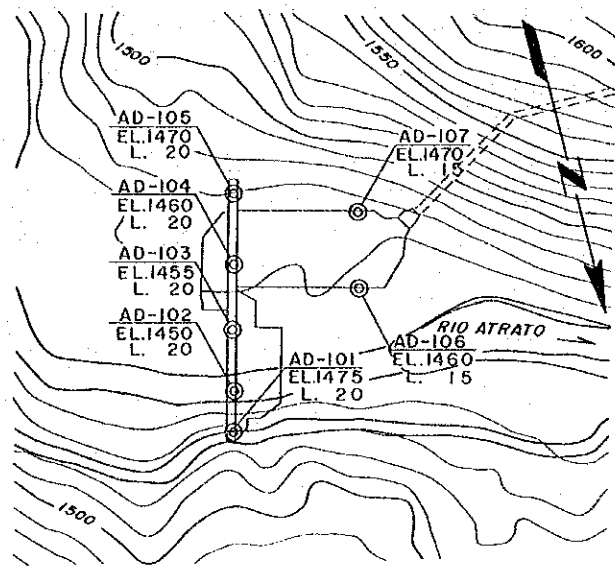 1500
1550
1600
AD-105
EL.1470
L. 20
AD-107
EL.1470
L. 15
AD-104
EL.1460
L. 20
AD-103
EL.1455
L. 20
AD-102
EL.1450
L. 20
RIO ATRATO
AD-106
EL.1460
L. 15
AD-101
EL.1475
L. 20
1500